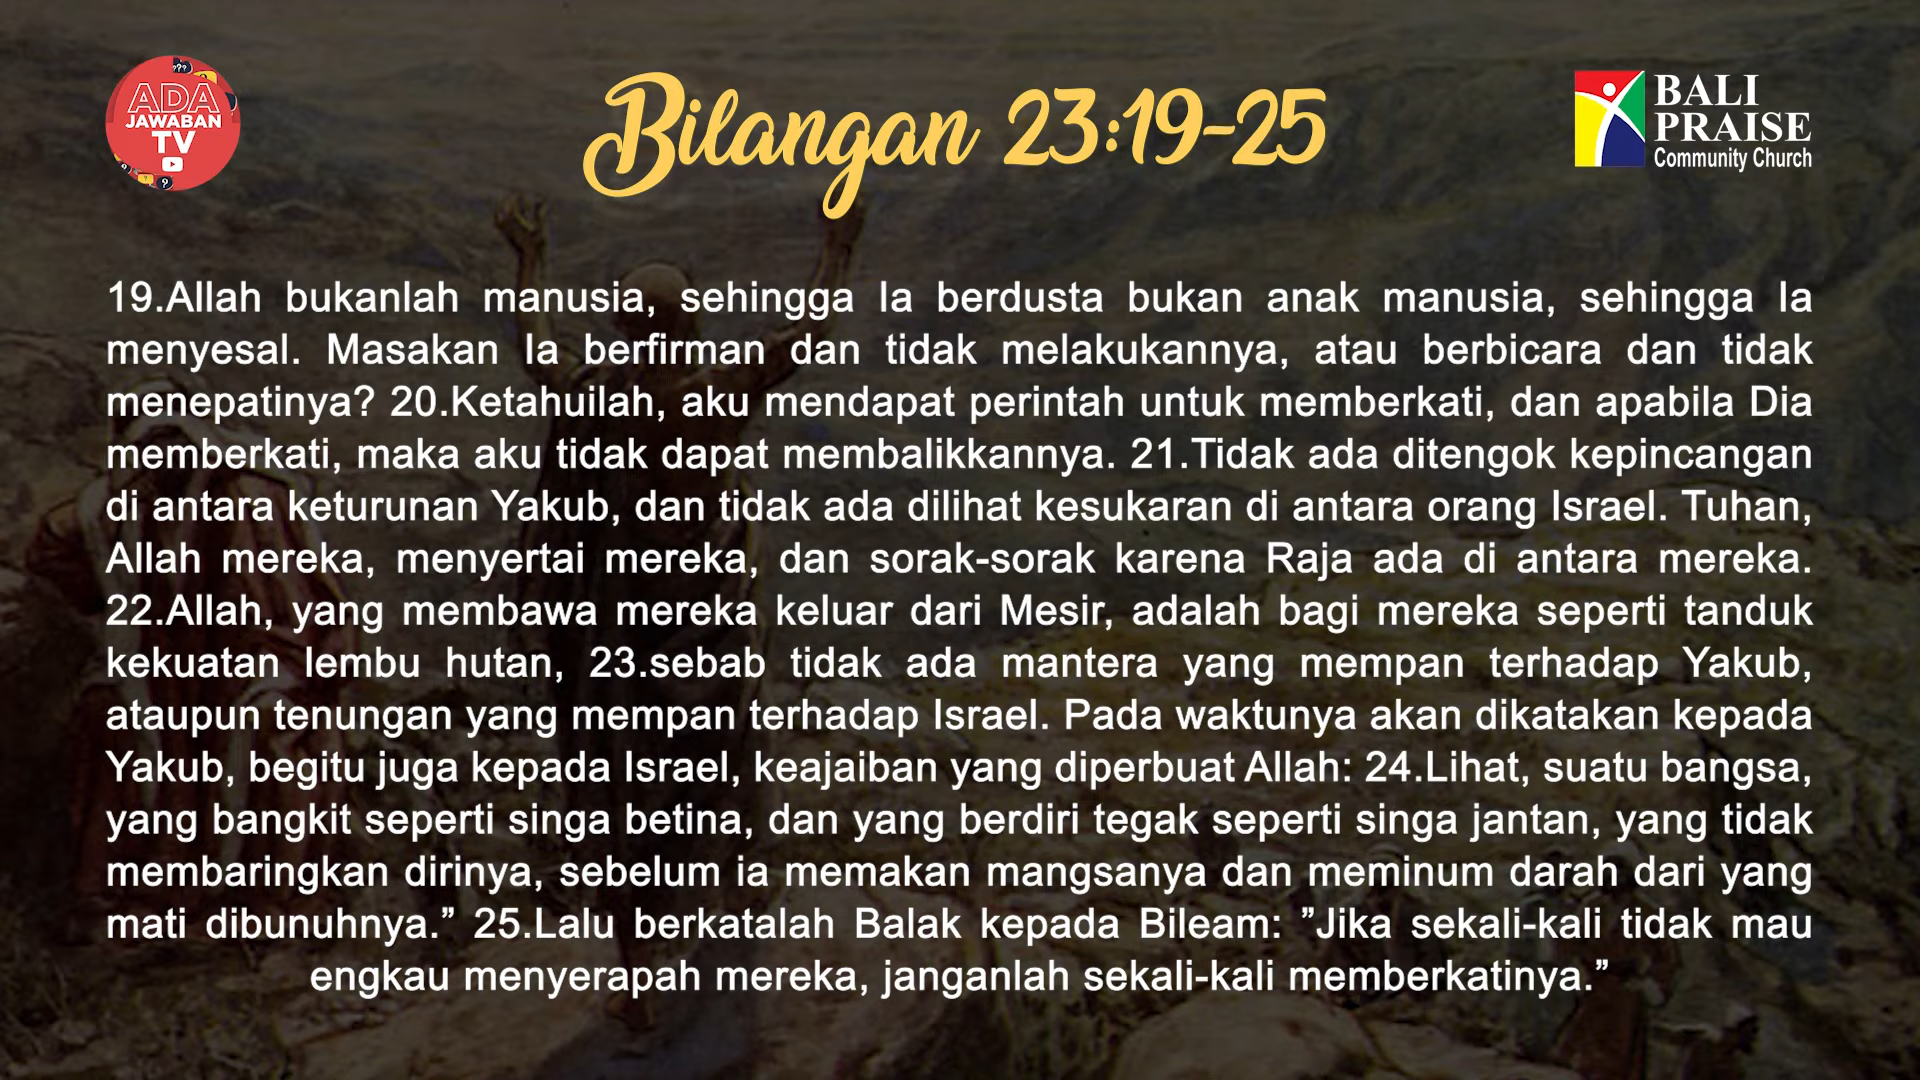 ADA
JAWABAN
TV
Bilangan 23:19-25
BALI
PRAISE
Community Church
19.Allah bukanlah manusia, sehingga Ia berdusta bukan anak manusia, sehingga Ia
menyesal. Masakan Ia berfirman dan tidak melakukannya, atau berbicara dan tidak
menepatinya? 20.Ketahuilah, aku mendapat perintah untuk memberkati, dan apabila Dia
memberkati, maka aku tidak dapat membalikkannya. 21.Tidak ada ditengok kepincangan
di antara keturunan Yakub, dan tidak ada dilihat kesukaran di antara orang Israel. Tuhan,
Allah mereka, menyertai mereka, dan sorak-sorak karena Raja ada di antara mereka.
22.Allah, yang membawa mereka keluar dari Mesir, adalah bagi mereka seperti tanduk
kekuatan lembu hutan, 23.sebab tidak ada mantera yang mempan terhadap Yakub,
ataupun tenungan yang mempan terhadap Israel. Pada waktunya akan dikatakan kepada
Yakub, begitu juga kepada Israel, keajaiban yang diperbuat Allah: 24.Lihat, suatu bangsa,
yang bangkit seperti singa betina, dan yang berdiri tegak seperti singa jantan, yang tidak
membaringkan dirinya, sebelum ia memakan mangsanya dan meminum darah dari yang
mati dibunuhnya.” 25.Lalu berkatalah Balak kepada Bileam: ”Jika sekali-kali tidak mau
engkau menyerapah mereka, janganlah sekali-kali memberkatinya.”